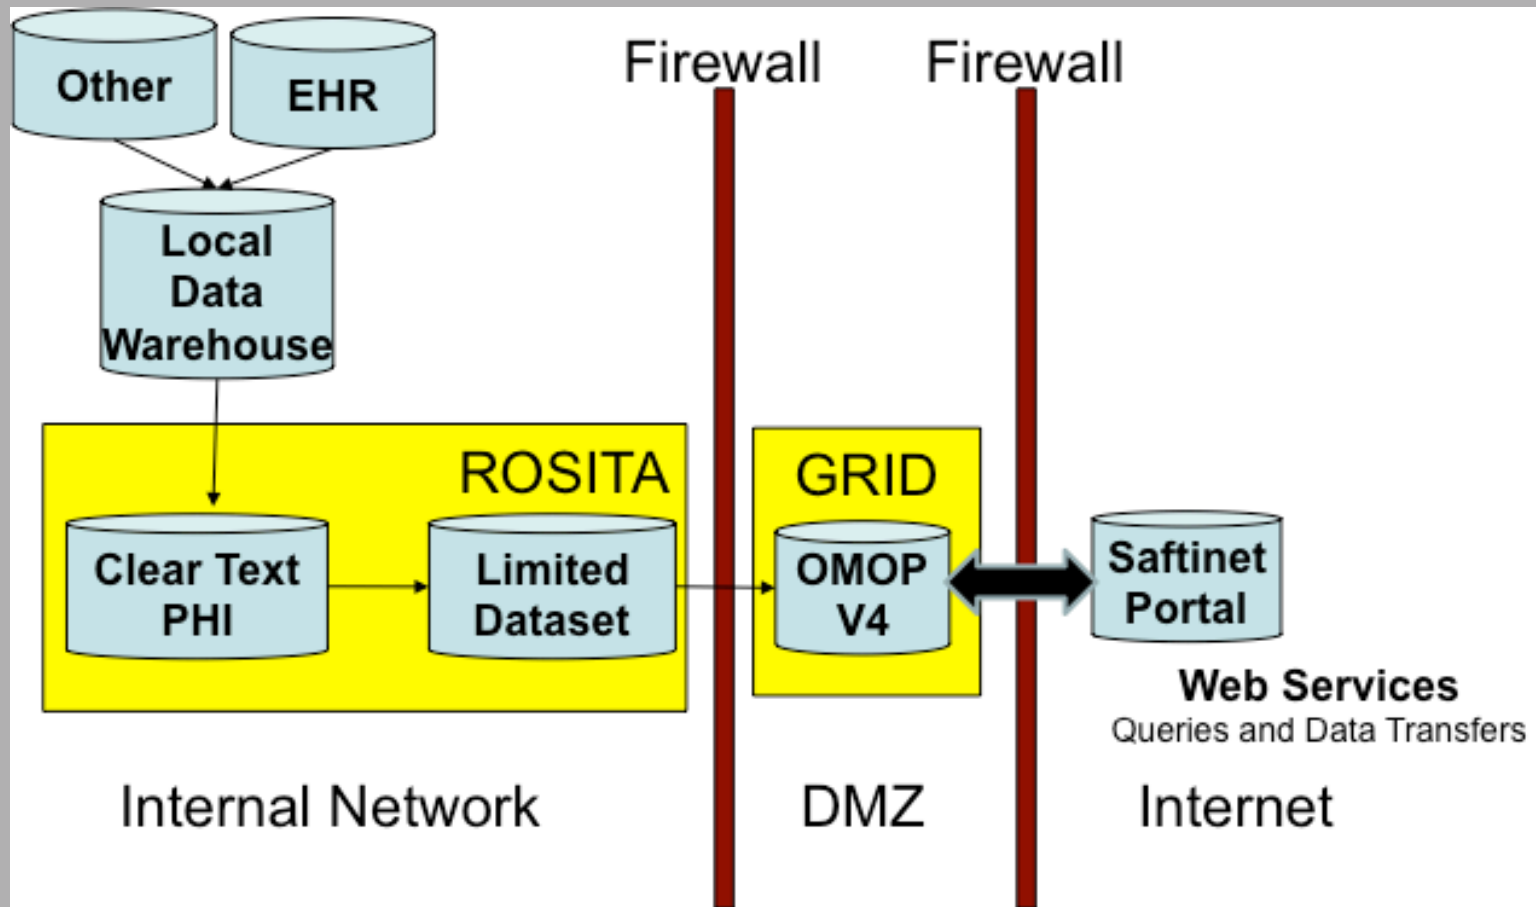 Other
EHR
Firewall
Firewall
Local
Data
Warehouse
ROSITA
GRID
Clear Text
PHI
Limited
Dataset
OMOP
V4
Saftinet
Portal
Web Services
Queries and Data Transfers
Internal Network
DMZ
Internet